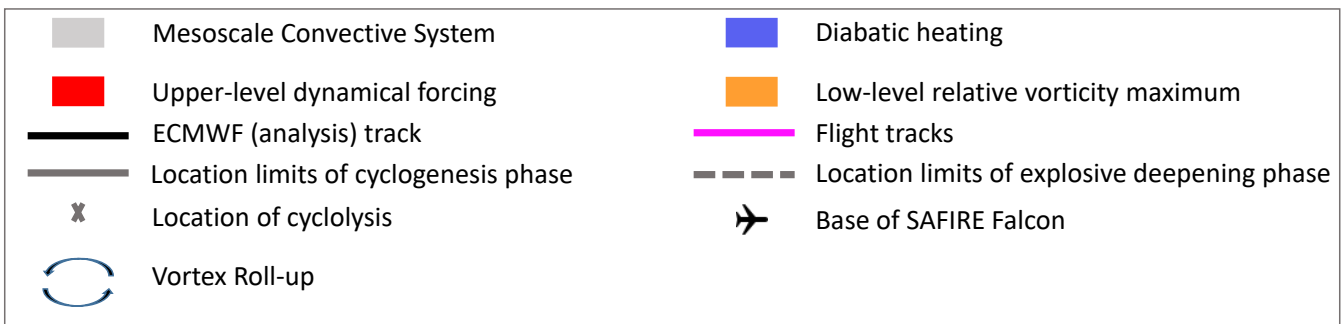 Mesoscale Convective System
Diabatic heating
Upper-level dynamical forcing
Low-level relative vorticity maximum
ECMWF (analysis) track
Flight tracks
Location limits of cyclogenesis phase
Location limits of explosive deepening phase
Location of cyclolysis
Base of SAFIRE Falcon
Vortex Roll-up